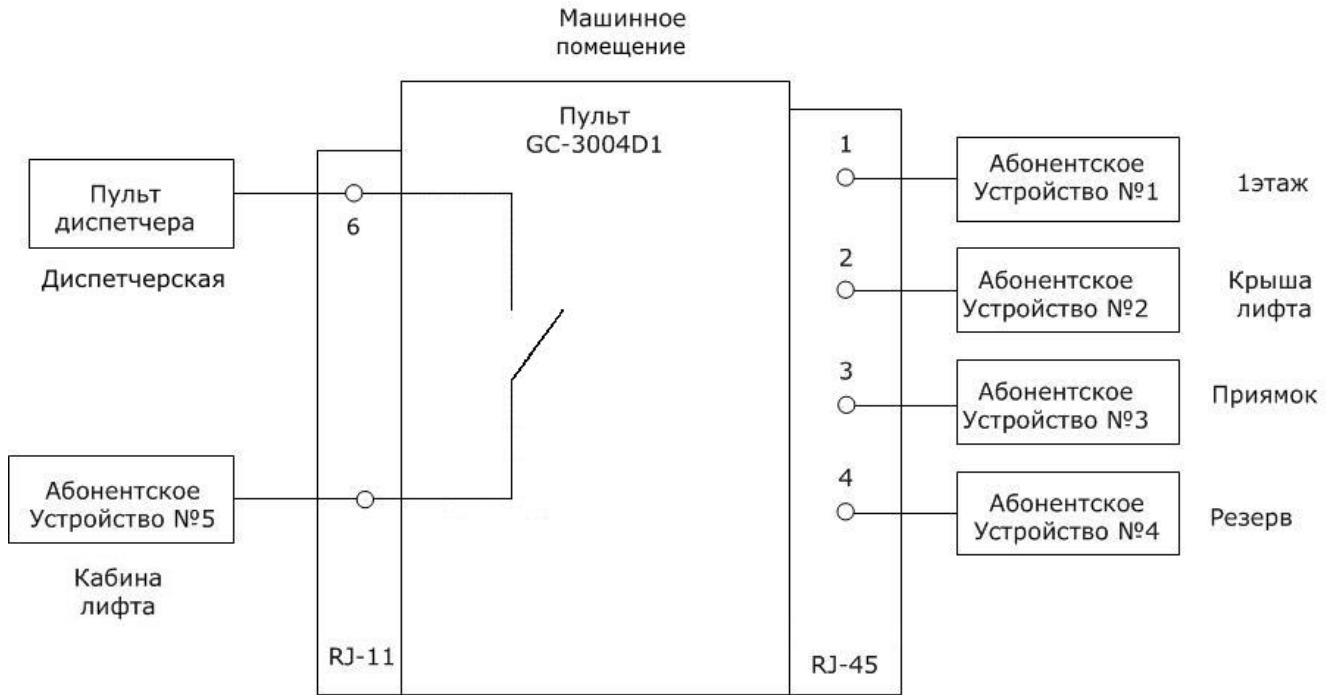 Машинное
помещение
Пульт
GC-3004D1
Пульт
диспетчера
Диспетчерская
6
Абонентское
Устройство №5
Кабина
лифта
RJ-11
1
Абонентское
Устройство №1
1этаж
2
Абонентское
Устройство №2
Крыша
лифта
3
Абонентское
Устройство №3
Приямок
4
Абонентское
Устройство №4
Резерв
RJ-45